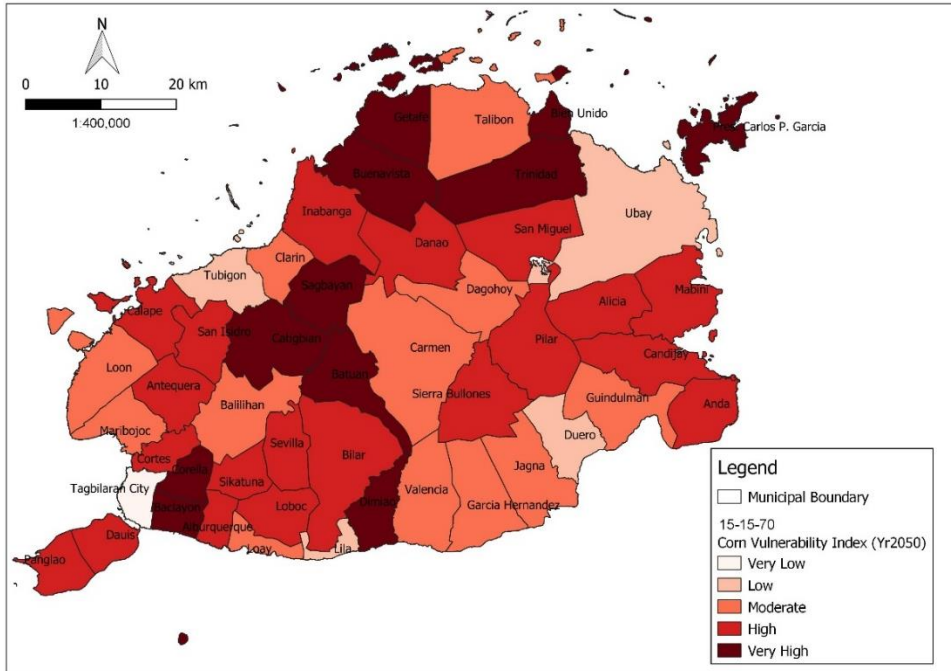 N
0 10 20 km
1:400,000
Getafe
Talibon
Bien Unido
Pres. Carlos P. Garcia
Buenavista
Trinidad
Inabanga
Ubay
San Miguel
Danao
Clarin
Tubigon
Sagbayan
Dagohoy
Mabini
Alicia
Calape
San Isidro
Catigbian
Carmen
Pilar
Candijay
Loon
Batuan
Antequera
Sierra Bullones
Balilihan
Guindulman
Anda
Maribojoc
Duero
Sevilla
Bilar
Cortes
Corella
Jagna
Sikatuna
Tagbilaran City
Valencia
Dimiao
Garcia Hernandez
Loboc
Baclayon
Alburquerque
Dauis
Loay
Lila
Panglao
Legend
Municipal Boundary
15-15-70
Corn Vulnerability Index (Yr2050)
Very Low
Low
Moderate
High
Very High